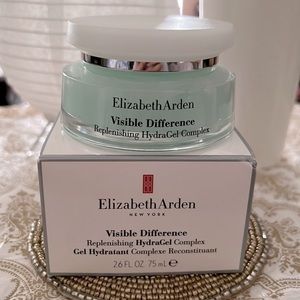 Elizabeth Arden
Visible Difference
Replenishing HydraGel Complex
Elizabeth Arden
NEW YORK
Visible Difference
Replenishing HydraGel Complex
Gel Hydratant Complexe Reconstituant
2.6 FL. OZ. 75 mL ℮